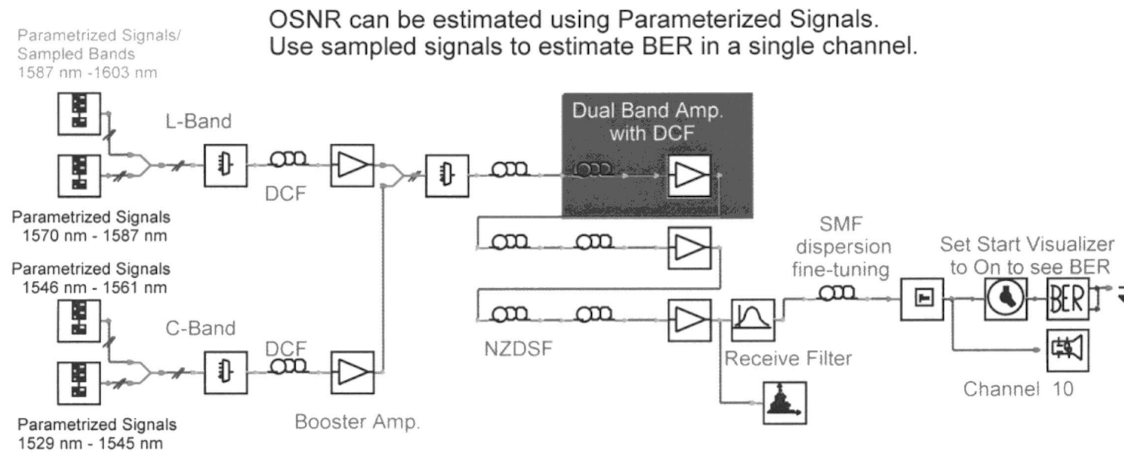 OSNR can be estimated using Parameterized Signals.
Use sampled signals to estimate BER in a single channel.
Parametrized Signals/
Sampled Bands
1587 nm -1603 nm
L-Band
DCF
Parametrized Signals
1570 nm - 1587 nm
Dual Band Amp.
with DCF
Parametrized Signals
1546 nm - 1561 nm
C-Band
DCF
Booster Amp.
Parametrized Signals
1529 nm - 1545 nm
NZDSF
Receive Filter
SMF
dispersion
fine-tuning
Set Start Visualizer
to On to see BER
BER
Channel 10